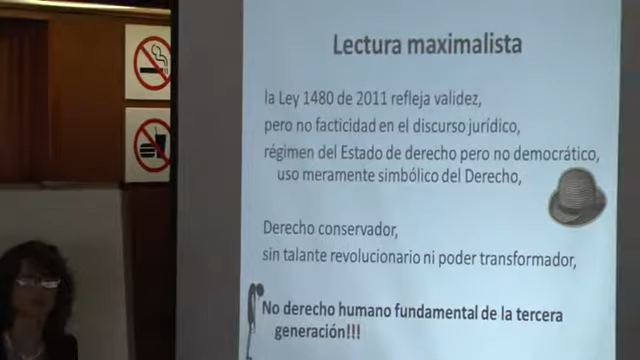 Lectura maximalista
la Ley 1480 de 2011 refleja validez,
pero no facticidad en el discurso jurídico,
régimen del Estado de derecho pero no democrático,
uso meramente simbólico del Derecho,
Derecho conservador,
sin talante revolucionario ni poder transformador,
No derecho humano fundamental de la tercera
generación!!!